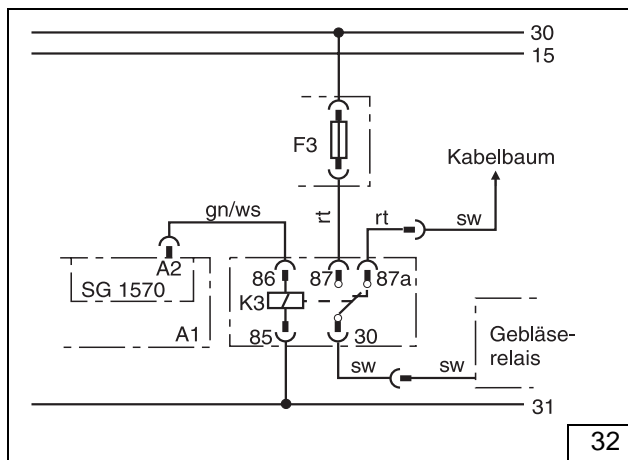 30
15
F3
Kabelbaum
gn/ws
rt
rt
sw
A2
86
87
87a
SG 1570
K3
A1
85
30
Gebläse-
relais
sw
sw
31
32